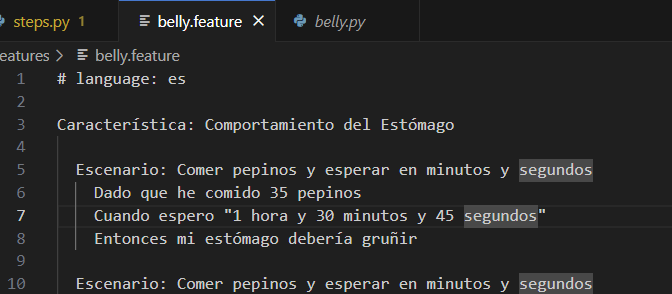 steps.py 1 belly.feature belly.py
eatures > belly.feature
1 # language: es
2
3 Característica: Comportamiento del Estómago
4
5 Escenario: Comer pepinos y esperar en minutos y segundos
6 Dado que he comido 35 pepinos
7 Cuando espero "1 hora y 30 minutos y 45 segundos"
8 Entonces mi estómago debería gruñir
9
10 Escenario: Comer pepinos y esperar en minutos y segundos